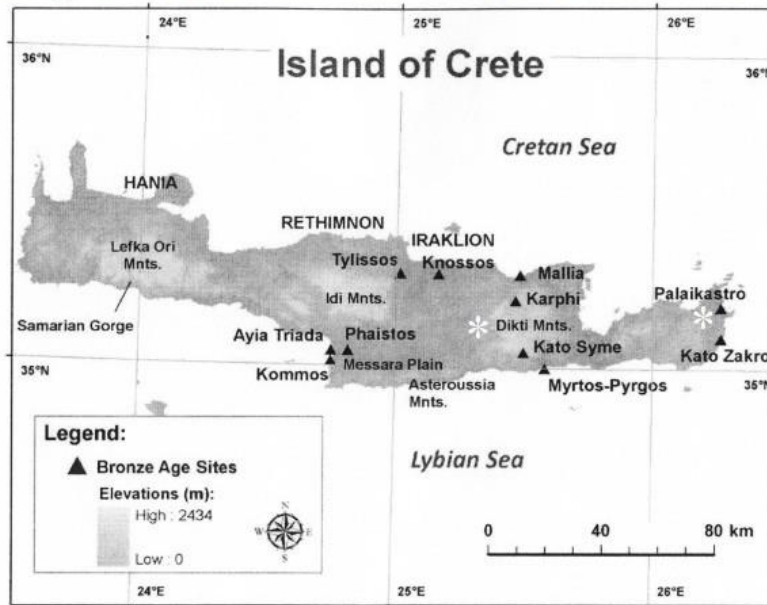 24°E
25°E
26°E
36°N
Island of Crete
36°N
Cretan Sea
HANIA
RETHIMNON
IRAKLION
Lefka Ori
Mnts.
Tylissos
Knossos
Mallia
Idi Mnts.
Karphi
Palaikastro
Samarian Gorge
Dikti Mnts.
Ayia Triada
Phaistos
Kato Syme
Kato Zakro
35°N
Kommos
Messara Plain
Asteroussia
Mnts.
Myrtos-Pyrgos
35°N
Lybian Sea
Legend:
Bronze Age Sites
Elevations (m):
High : 2434
Low : 0
N
W
E
S
0 40 80 km
24°E
25°E
26°E